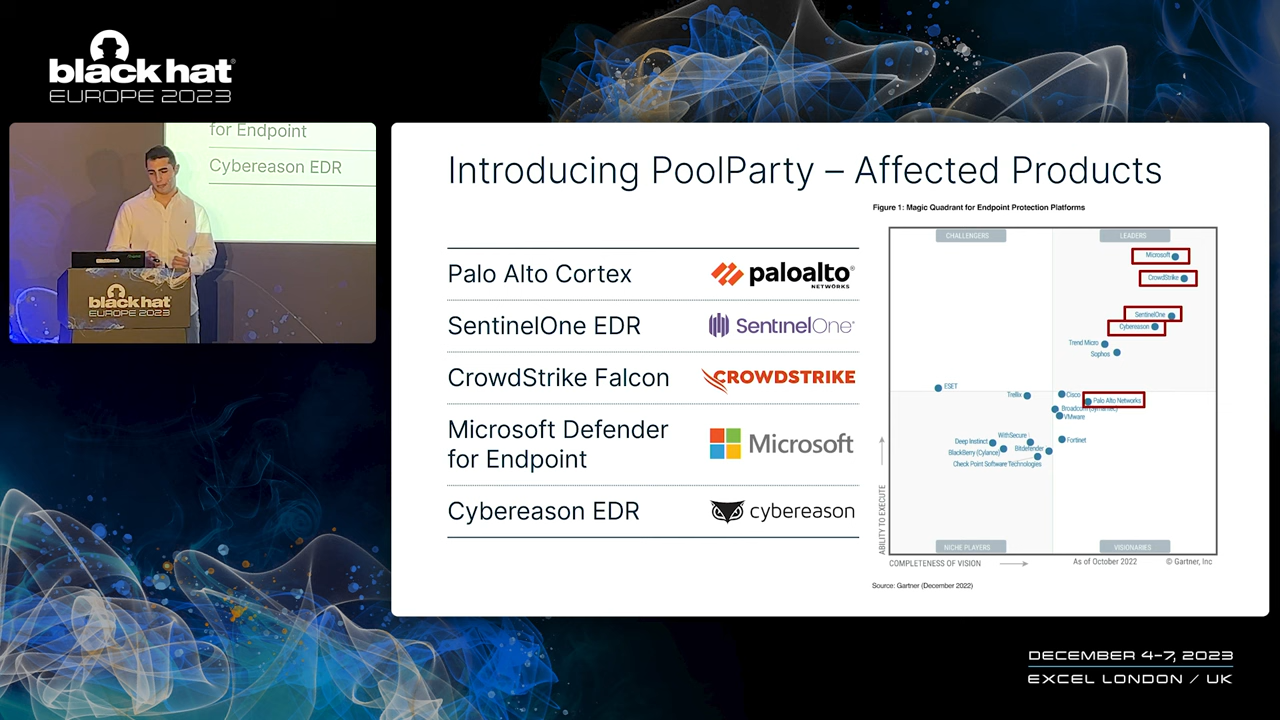 black hat®
EUROPE 2023
for Endpoint
Cybereason EDR
black hat
EUROPE 2023
Introducing PoolParty – Affected Products
Palo Alto Cortex
paloalto®
NETWORKS
SentinelOne EDR
SentinelOne
CrowdStrike Falcon
CROWDSTRIKE
Microsoft Defender
for Endpoint
Microsoft
Cybereason EDR
cybereason
Figure 1: Magic Quadrant for Endpoint Protection Platforms
CHALLENGERS
LEADERS
Microsoft
CrowdStrike
SentinelOne
Cybereason
Trend Micro
Sophos
ESET
Trellix
Cisco
Palo Alto Networks
Broadcom (Symantec)
VMware
WithSecure
Fortinet
Deep Instinct
Bitdefender
BlackBerry (Cylance)
Check Point Software Technologies
ABILITY TO EXECUTE
NICHE PLAYERS
VISIONARIES
COMPLETENESS OF VISION
As of October 2022
© Gartner, Inc
Source: Gartner (December 2022)
DECEMBER 4-7, 2023
EXCEL LONDON / UK